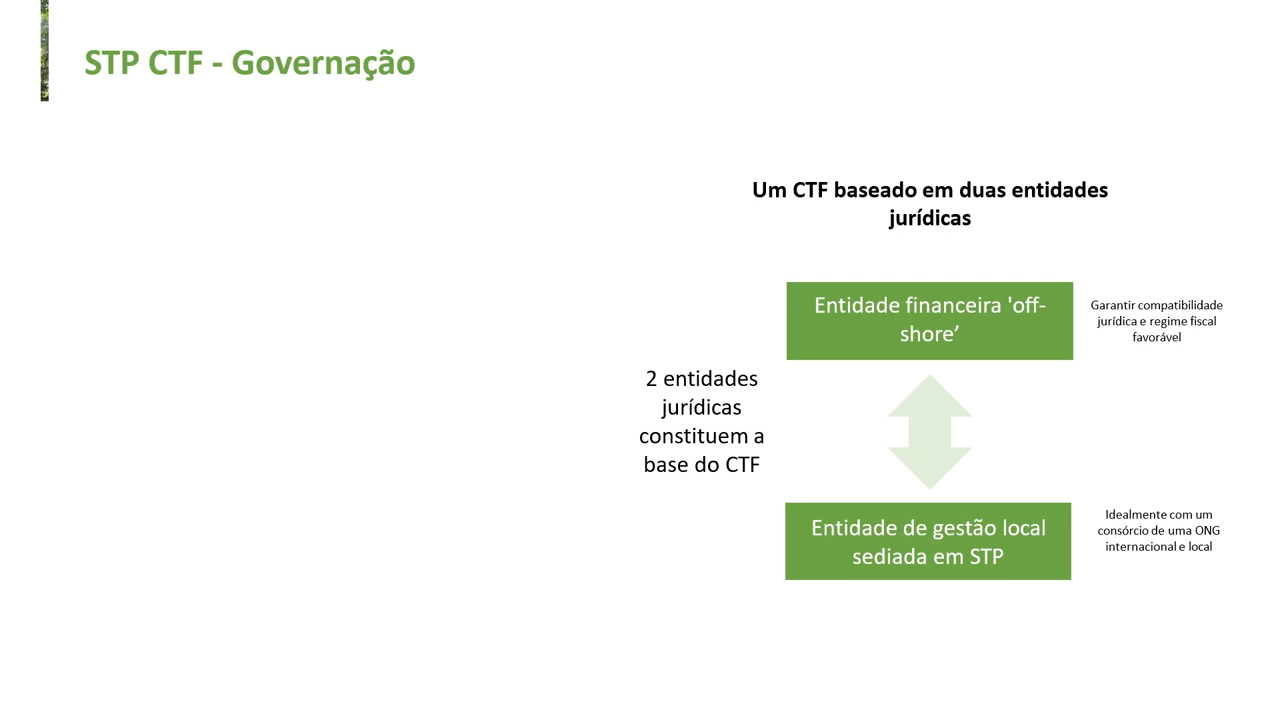 STP CTF - Governação
Um CTF baseado em duas entidades
jurídicas
Entidade financeira 'off-
shore’
Garantir compatibilidade
jurídica e regime fiscal
favorável
2 entidades
jurídicas
constituem a
base do CTF
Entidade de gestão local
sediada em STP
Idealmente com um
consórcio de uma ONG
internacional e local